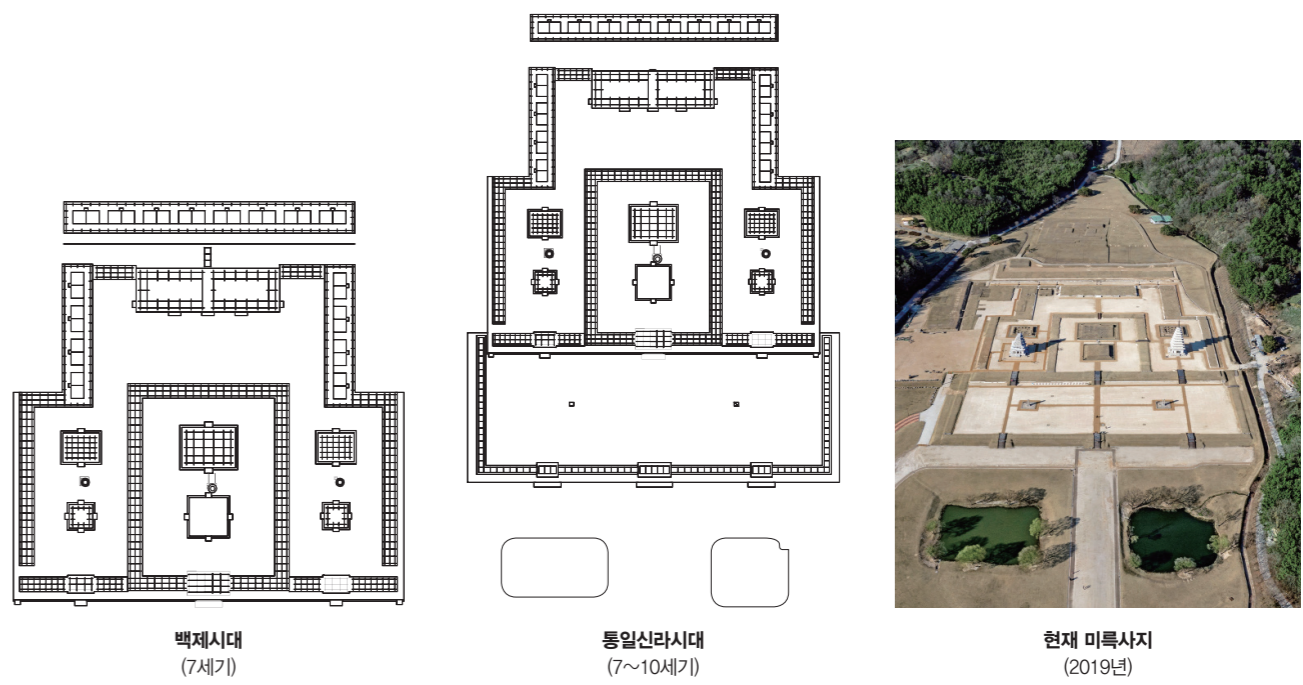 백제시대
(7세기)
통일신라시대
(7~10세기)
현재 미륵사지
(2019년)